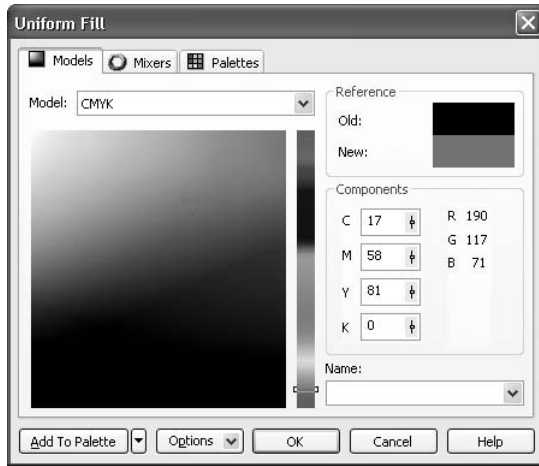 Uniform Fill
Models Mixers Palettes
Model: CMYK
Reference
Old:
New:
Components
C 17 R 190
M 58 G 117
B 71
Y 81
K 0
Name:
Add To Palette Options OK Cancel Help